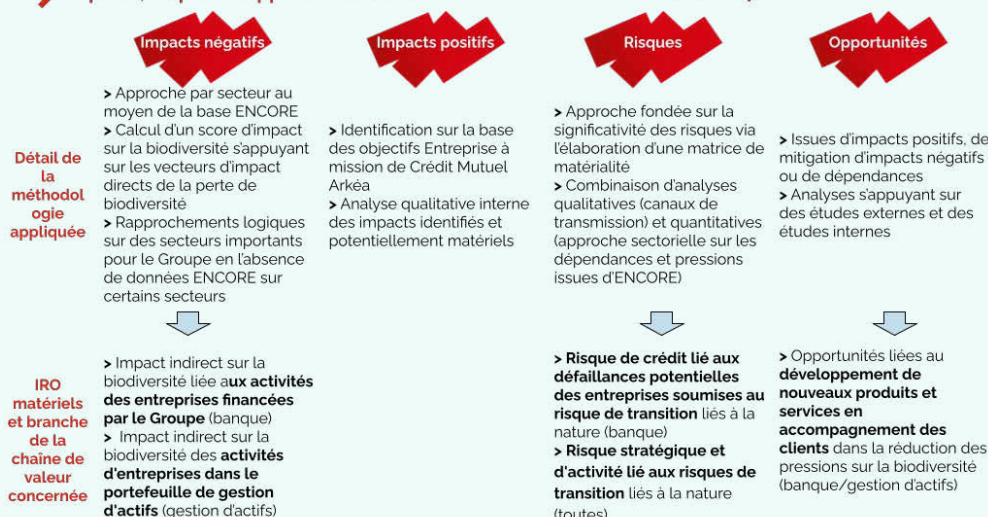 Impacts négatifs
Impacts positifs
Risques
Opportunités
Détail de
la
méthodol
ogie
appliquée
> Approche par secteur au
moyen de la base ENCORE
> Calcul d'un score d'impact
sur la biodiversité s'appuyant
sur les vecteurs d'impact
directs de la perte de
biodiversité
> Rapprochements logiques
sur des secteurs importants
pour le Groupe en l'absence
de données ENCORE sur
certains secteurs
> Identification sur la base
des objectifs Entreprise à
mission de Crédit Mutuel
Arkéa
> Analyse qualitative interne
des impacts identifiés et
potentiellement matériels
> Approche fondée sur la
significativité des risques via
l'élaboration d'une matrice de
matérialité
> Combinaison d'analyses
qualitatives (canaux de
transmission) et quantitatives
(approche sectorielle sur les
dépendances et pressions
issues d'ENCORE)
> Issues d'impacts positifs, de
mitigation d'impacts négatifs
ou de dépendances
> Analyses s'appuyant sur
des études externes et des
études internes
IRO
matériels
et branche
de la
chaîne de
valeur
concernée
> Impact indirect sur la
biodiversité liée aux activités
des entreprises financées
par le Groupe (banque)
> Impact indirect sur la
biodiversité des activités
d'entreprises dans le
portefeuille de gestion
d'actifs (gestion d'actifs)
> Risque de crédit lié aux
défaillances potentielles
des entreprises soumises au
risque de transition liés à la
nature (banque)
> Risque stratégique et
d'activité lié aux risques de
transition liés à la nature
(toutes)
> Opportunités liées au
développement de
nouveaux produits et
services en
accompagnement des
clients dans la réduction des
pressions sur la biodiversité
(banque/gestion d'actifs)